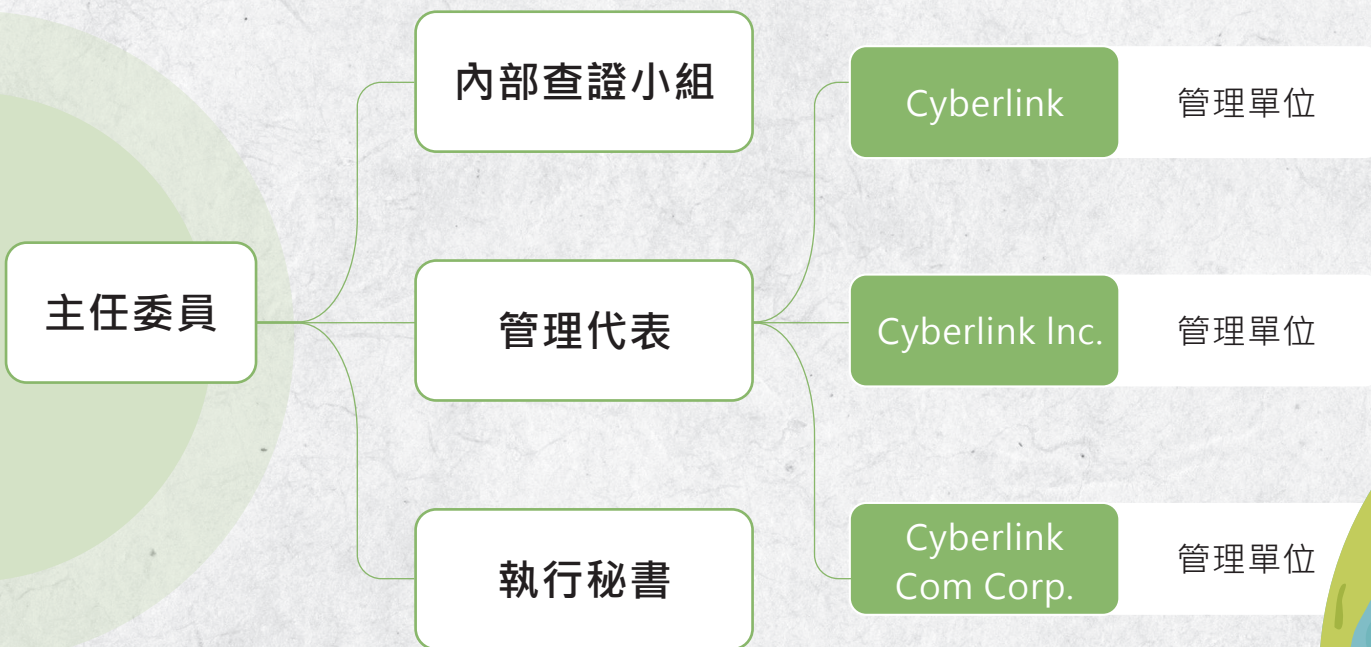 主任委員
內部查證小組
管理代表
執行秘書
Cyberlink
管理單位
Cyberlink lnc.
管理單位
Cyberlink
Com Corp.
管理單位